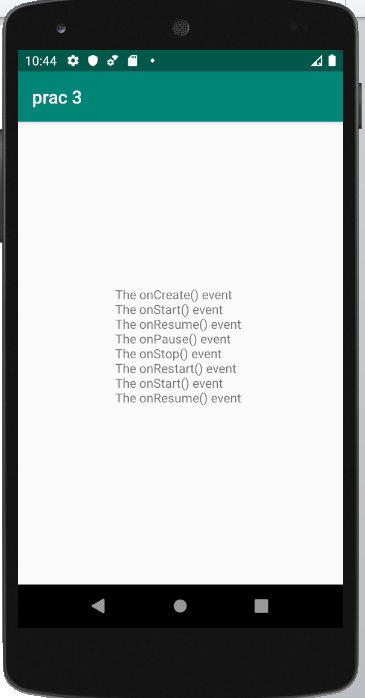 10:44
prac 3
The onCreate() event
The onStart() event
The onResume() event
The onPause() event
The onStop() event
The onRestart() event
The onStart() event
The onResume() event